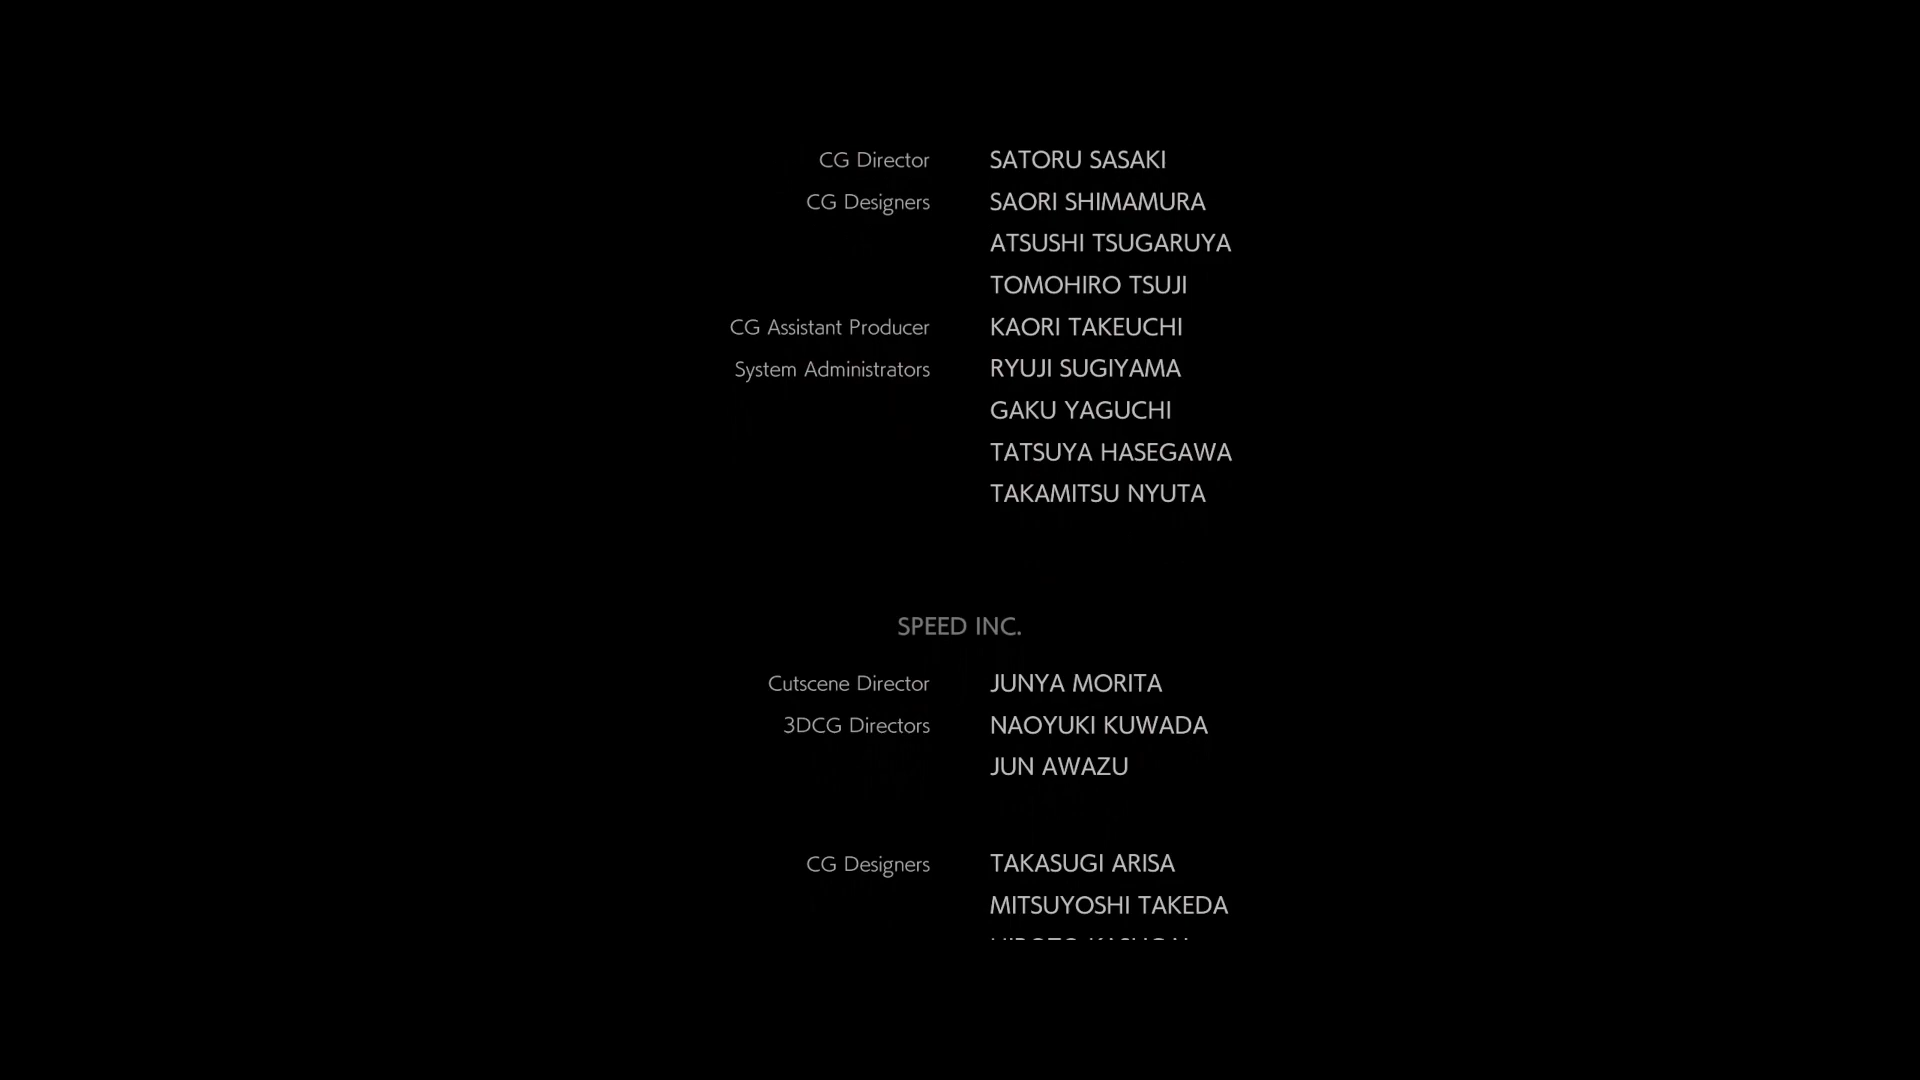 CG Director SATORU SASAKI
CG Designers SAORI SHIMAMURA
ATSUSHI TSUGARUYA
TOMOHIRO TSUJI
CG Assistant Producer KAORI TAKEUCHI
System Administrators RYUJI SUGIYAMA
GAKU YAGUCHI
TATSUYA HASEGAWA
TAKAMITSU NYUTA
SPEED INC.
Cutscene Director JUNYA MORITA
3DCG Directors NAOYUKI KUWADA
JUN AWAZU
CG Designers TAKASUGI ARISA
MITSUYOSHI TAKEDA